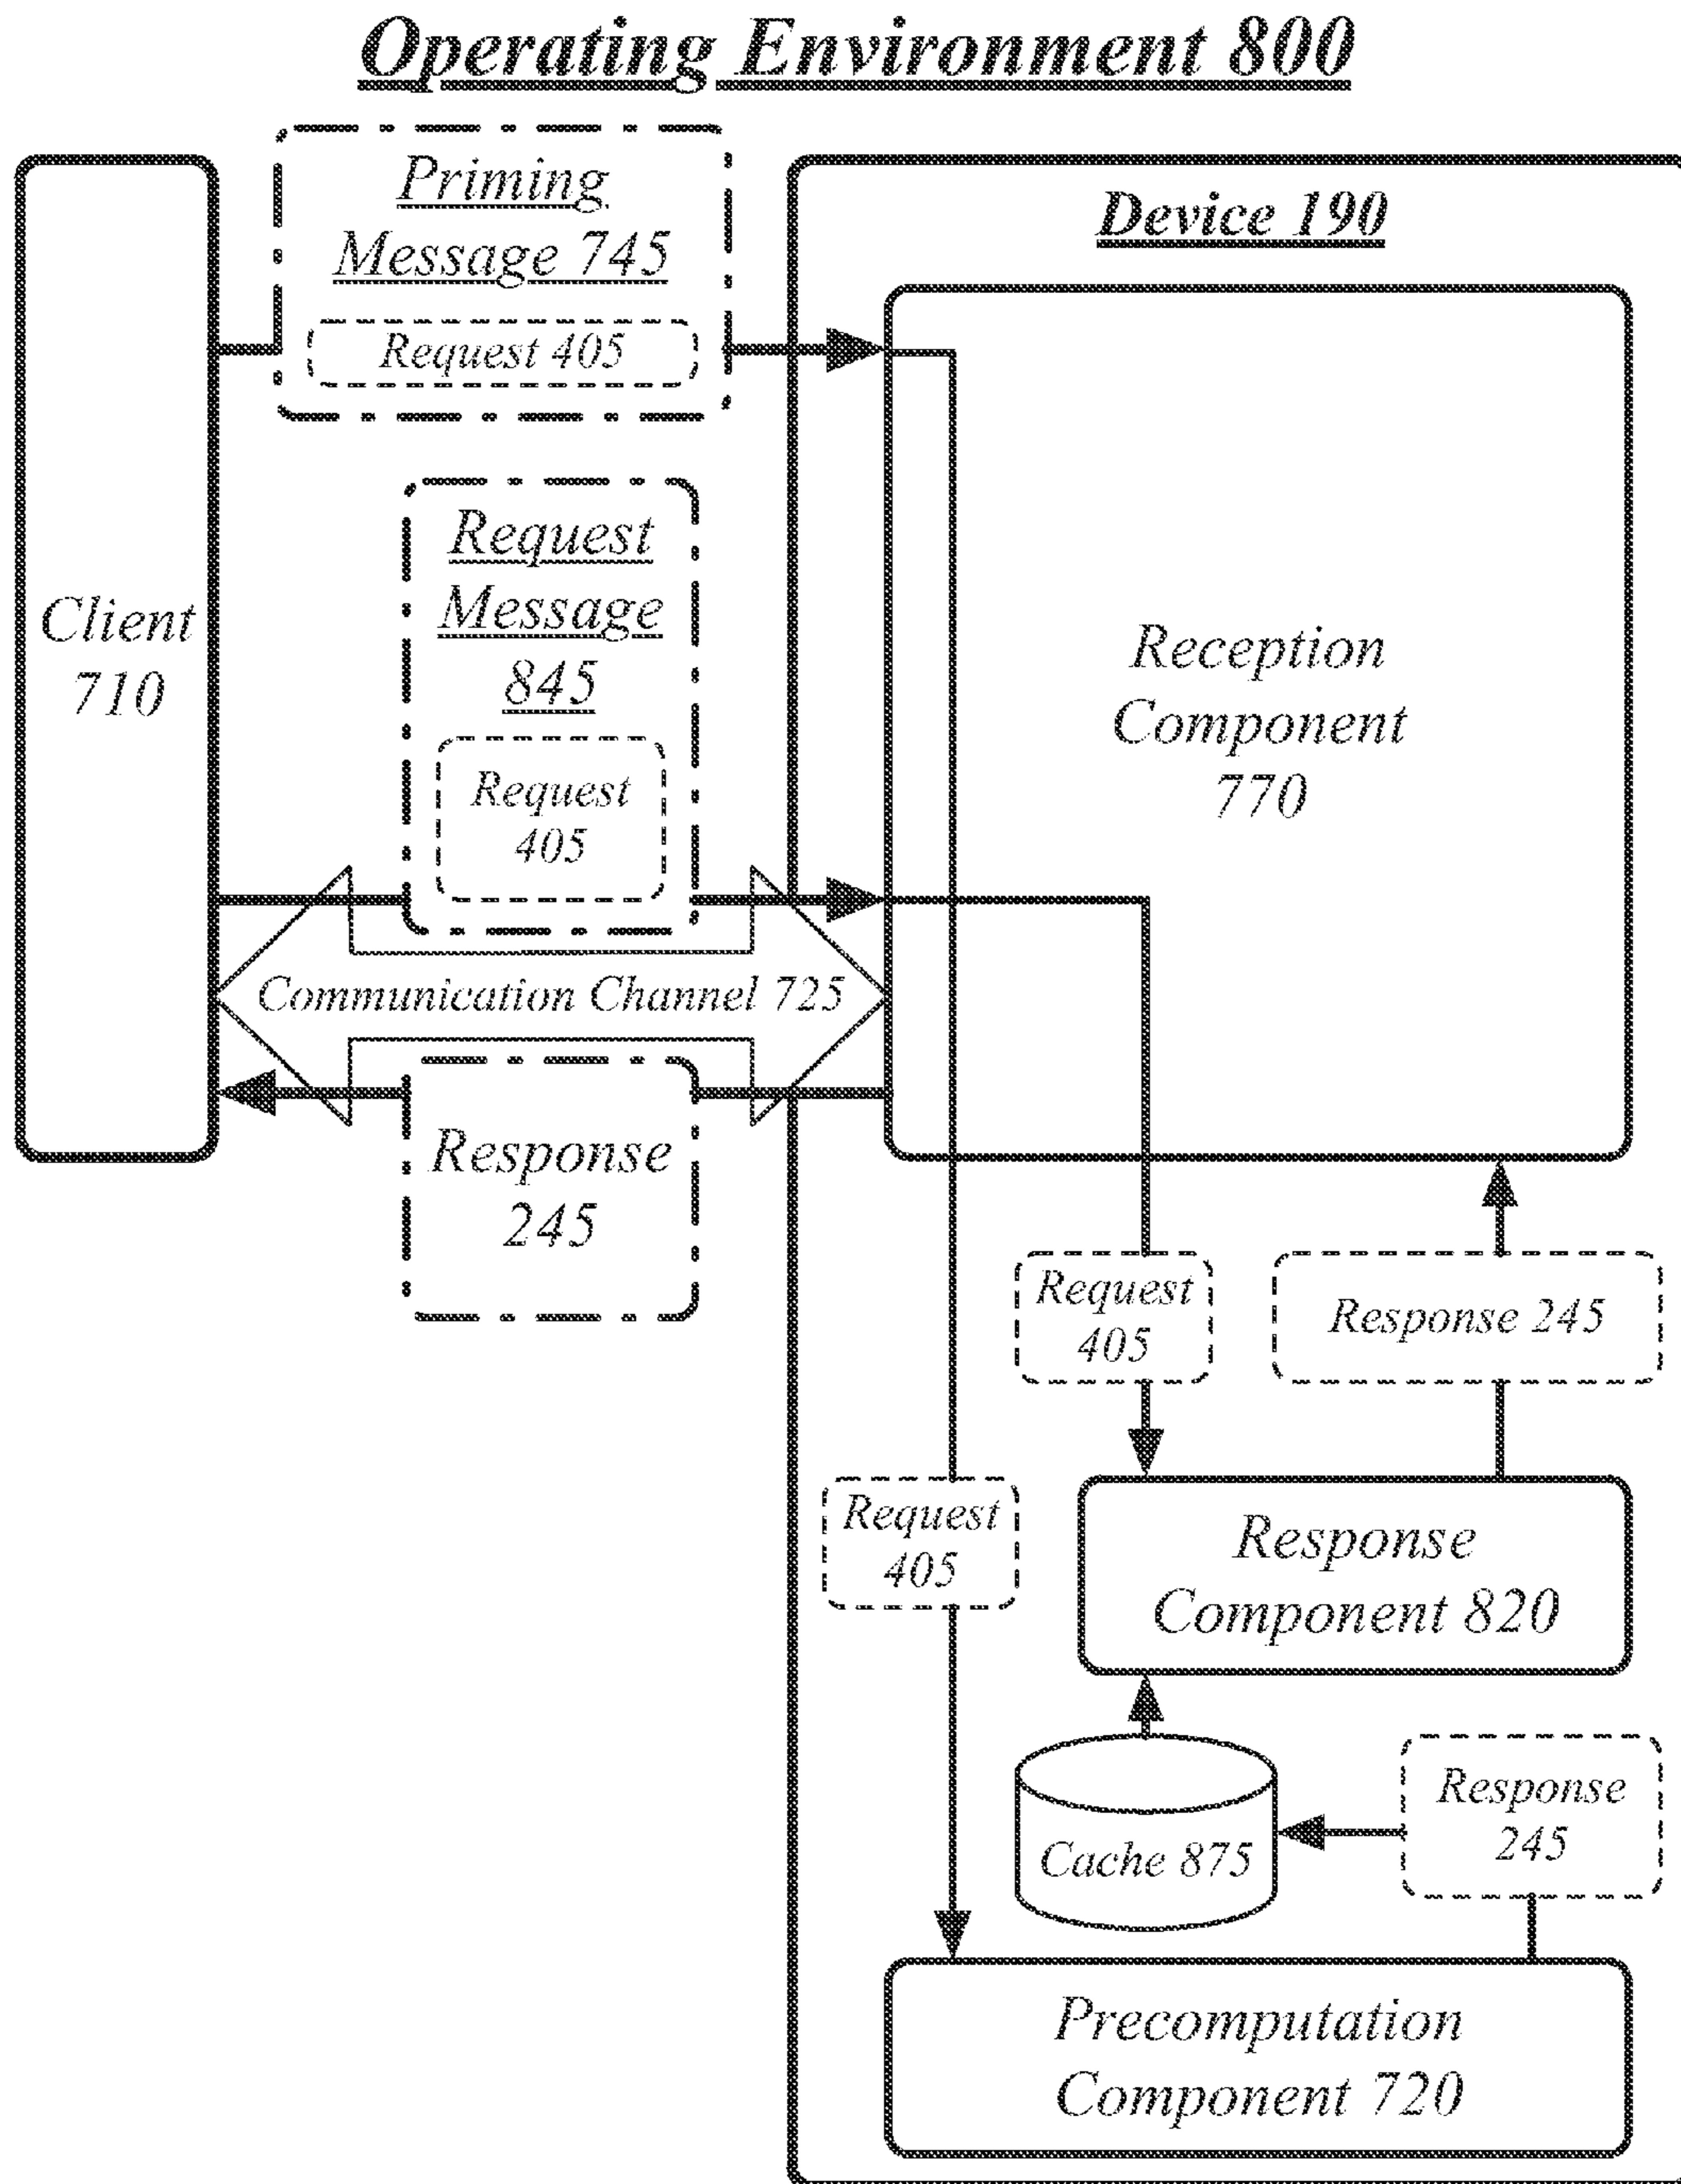 Operating Environment 800
Priming
Message 745
Request 405
Device 190
Client
710
Request
Message
845
Request
405
Reception
Component
770
Communication Channel 725
Response
245
Request
405
Response 245
Request
405
Response
Component 820
Cache 875
Response
245
Precomputation
Component 720